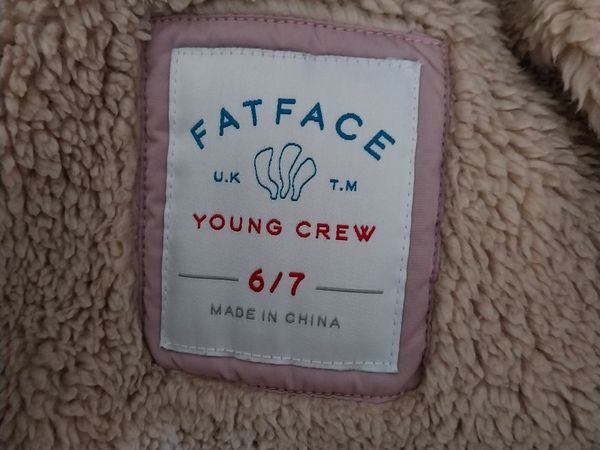 FATFACE
U.K T.M
YOUNG CREW
6/7
MADE IN CHINA